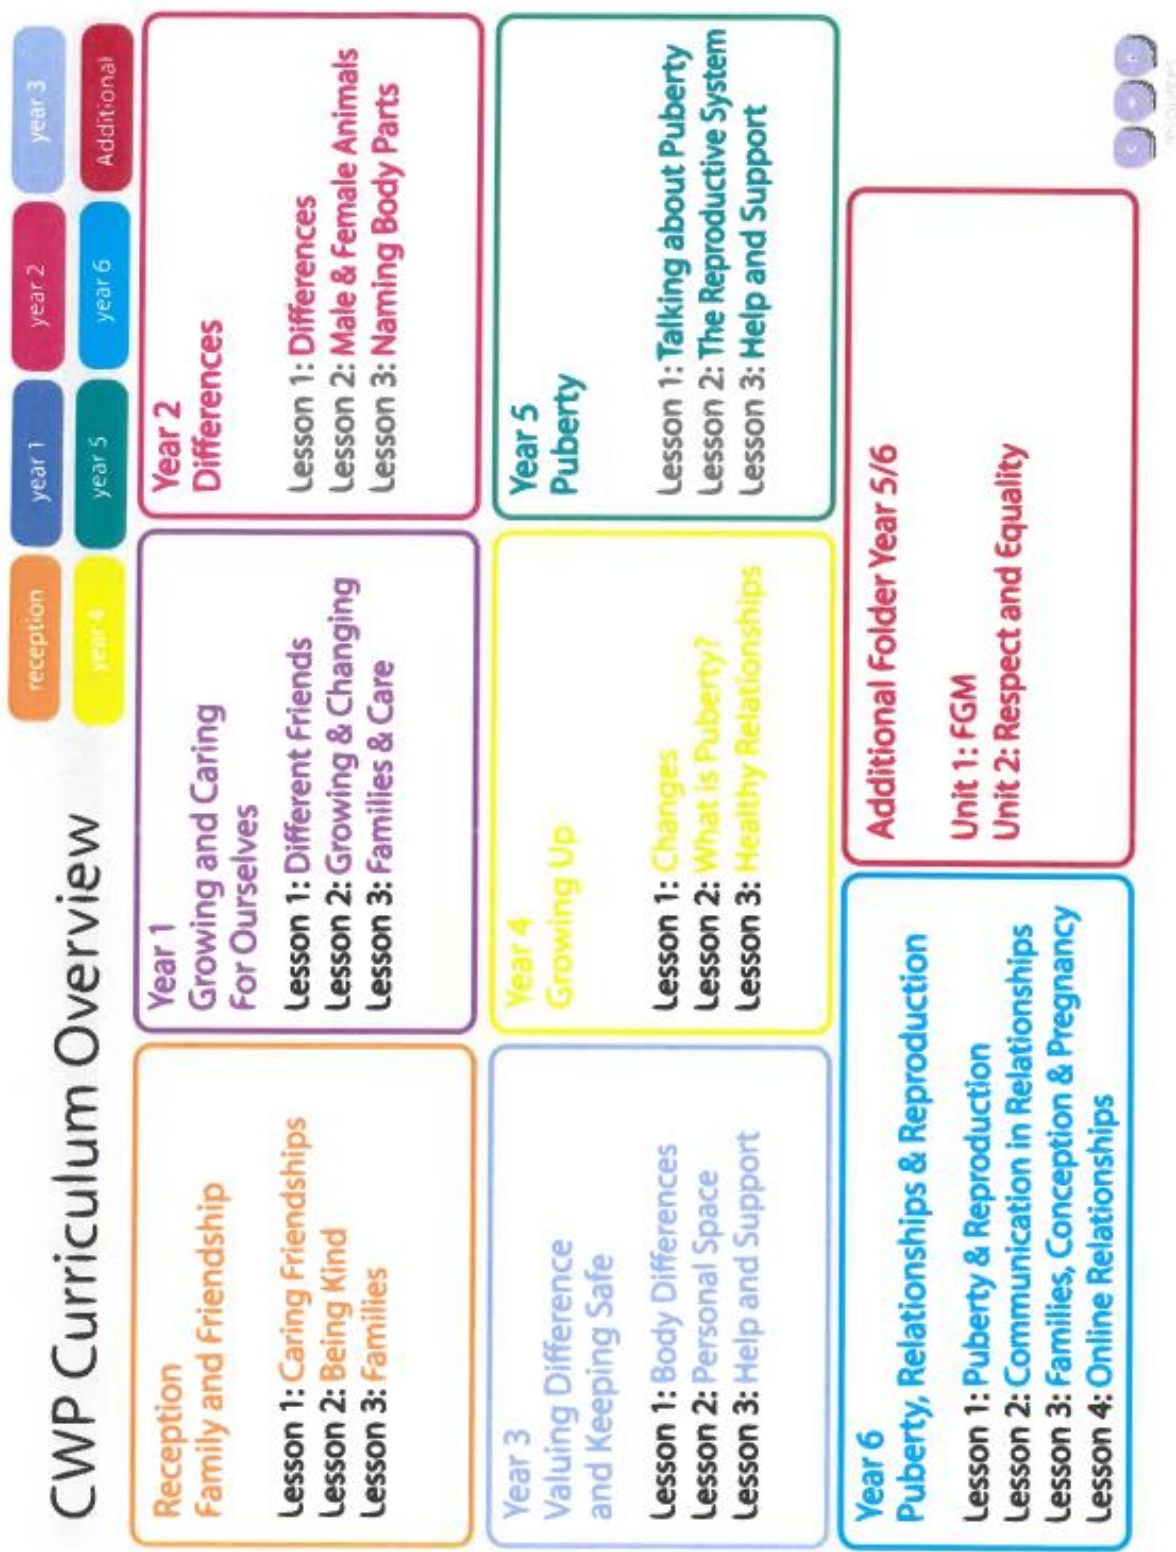 CWP Curriculum Overview
reception
year 1
year 2
year 3
year 4
year 5
year 6
Additional
Reception
Family and Friendship
Lesson 1: Caring Friendships
Lesson 2: Being Kind
Lesson 3: Families
Year 1
Growing and Caring
For Ourselves
Lesson 1: Different Friends
Lesson 2: Growing & Changing
Lesson 3: Families & Care
Year 2
Differences
Lesson 1: Differences
Lesson 2: Male & Female Animals
Lesson 3: Naming Body Parts
Year 3
Valuing Difference
and Keeping Safe
Lesson 1: Body Differences
Lesson 2: Personal Space
Lesson 3: Help and Support
Year 4
Growing Up
Lesson 1: Changes
Lesson 2: What is Puberty?
Lesson 3: Healthy Relationships
Year 5
Puberty
Lesson 1: Talking about Puberty
Lesson 2: The Reproductive System
Lesson 3: Help and Support
Year 6
Puberty, Relationships & Reproduction
Lesson 1: Puberty & Reproduction
Lesson 2: Communication in Relationships
Lesson 3: Families, Conception & Pregnancy
Lesson 4: Online Relationships
Additional Folder Year 5/6
Unit 1: FGM
Unit 2: Respect and Equality